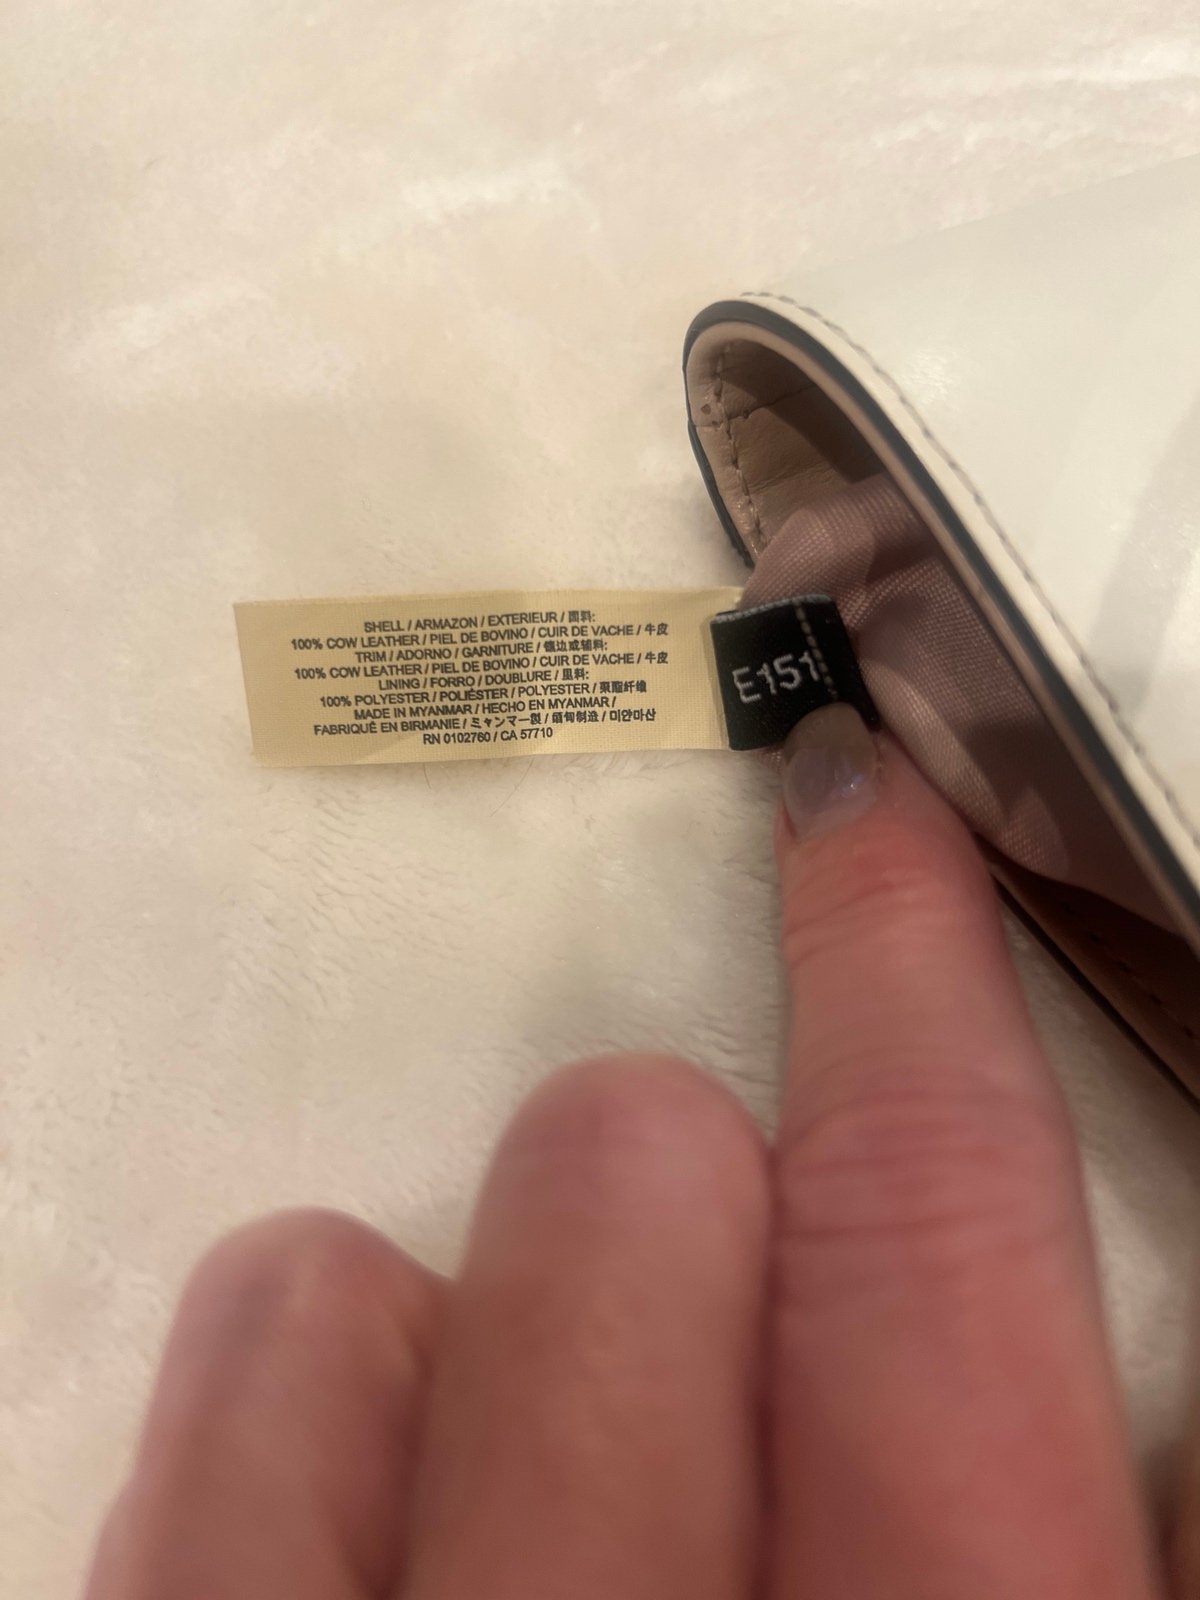 SHELL / ARMAZON / EXTERIEUR / 面料:
100% COW LEATHER / PIEL DE BOVINO / CUIR DE VACHE / 牛皮
TRIM / ADORNO / GARNITURE / 镶边或辅料:
100% COW LEATHER / PIEL DE BOVINO / CUIR DE VACHE / 牛皮
LINING / FORRO / DOUBLURE / 里料:
100% POLYESTER / POLIÉSTER / POLYESTER / 聚酯纤维
MADE IN MYANMAR / HECHO EN MYANMAR /
FABRIQUÉ EN BIRMANIE / ミャンマー製 / 缅甸制造 / 미얀마산
RN 0102760 / CA 57710
E151